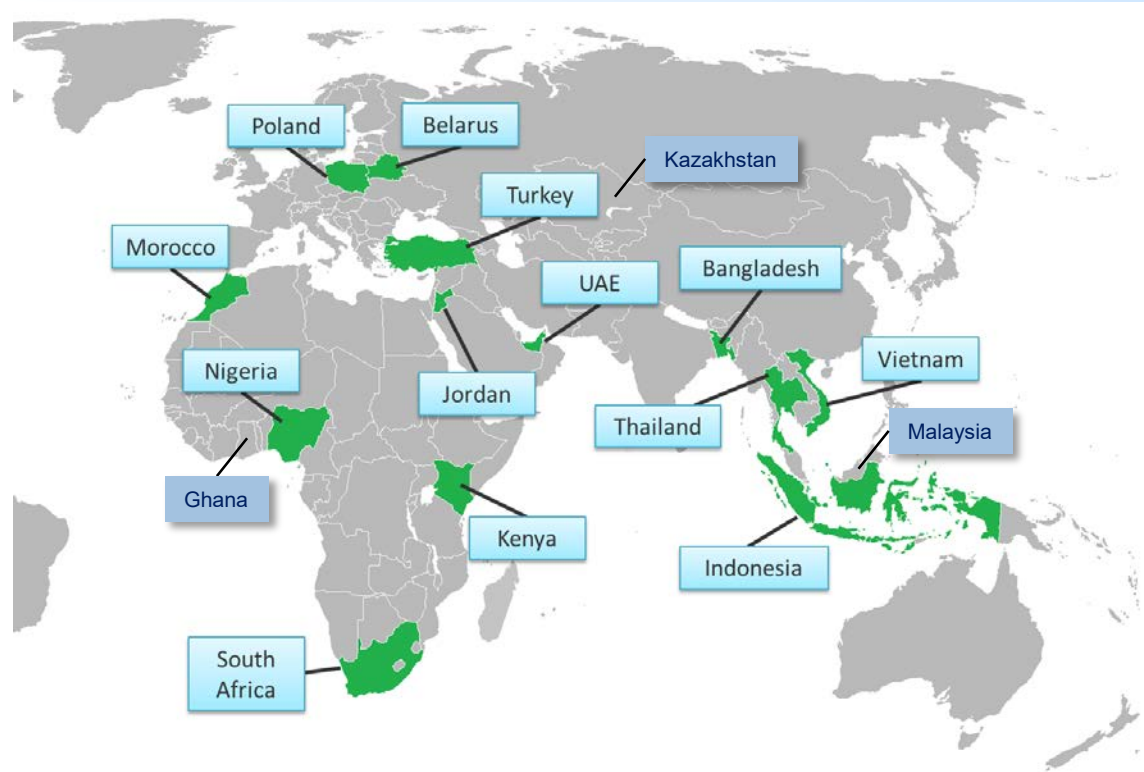 Poland
Belarus
Kazakhstan
Turkey
Morocco
UAE
Bangladesh
Nigeria
Jordan
Vietnam
Thailand
Malaysia
Ghana
Kenya
Indonesia
South
Africa